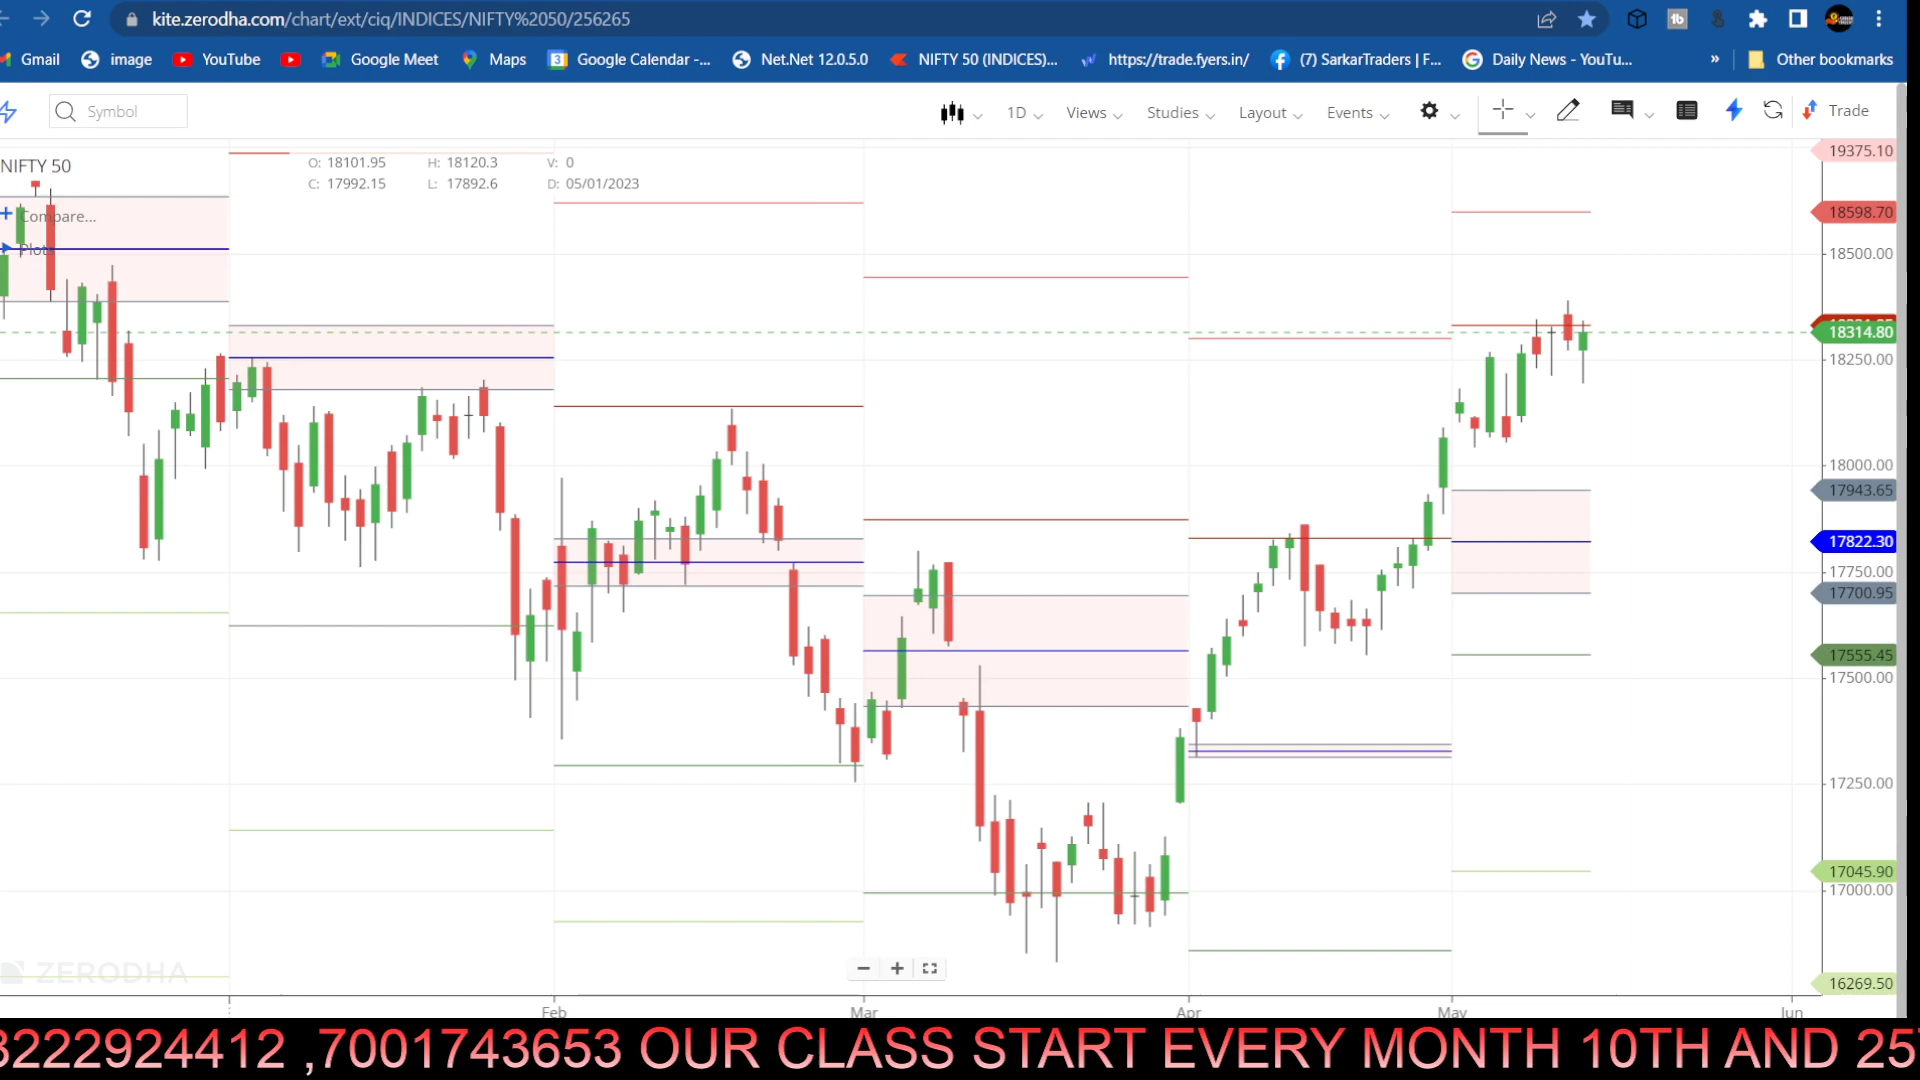 kite.zerodha.com/chart/ext/ciq/INDICES/NIFTY%2050/256265
Gmail image YouTube Google Meet Maps Google Calendar -... Net.Net 12.0.5.0 NIFTY 50 (INDICES)... https://trade.fyers.in/ (7) SarkarTraders | F... Daily News - YouTu... » Other bookmarks
Symbol 1D Views Studies Layout Events Trade
NIFTY 50
O: 18101.95 H: 18120.3 V: 0
C: 17992.15 L: 17892.6 D: 05/01/2023
Compare...
Plots
19375.10
18598.70
18500.00
18314.80
18250.00
18000.00
17943.65
17822.30
17750.00
17700.95
17555.45
17500.00
17250.00
17045.90
17000.00
16269.50
ZERODHA
Feb Mar Apr May Jun
8222924412 ,7001743653 OUR CLASS START EVERY MONTH 10TH AND 25